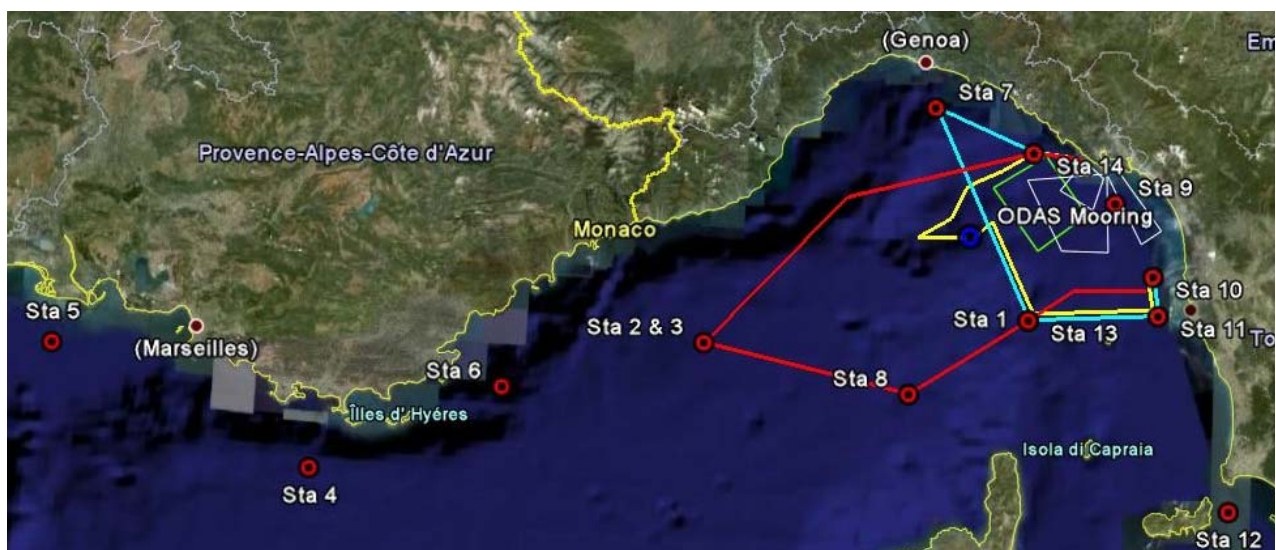 (Genoa)
Em
Sta 7
Provence-Alpes-Côte d'Azur
Sta 14
Sta 9
ODAS Mooring
Monaco
Sta 5
(Marseilles)
Sta 2 & 3
Sta 1
Sta 13
Sta 10
Sta 11
To
Sta 6
Sta 8
Îlles d' Hyéres
Isola di Capraia
Sta 4
Sta 12